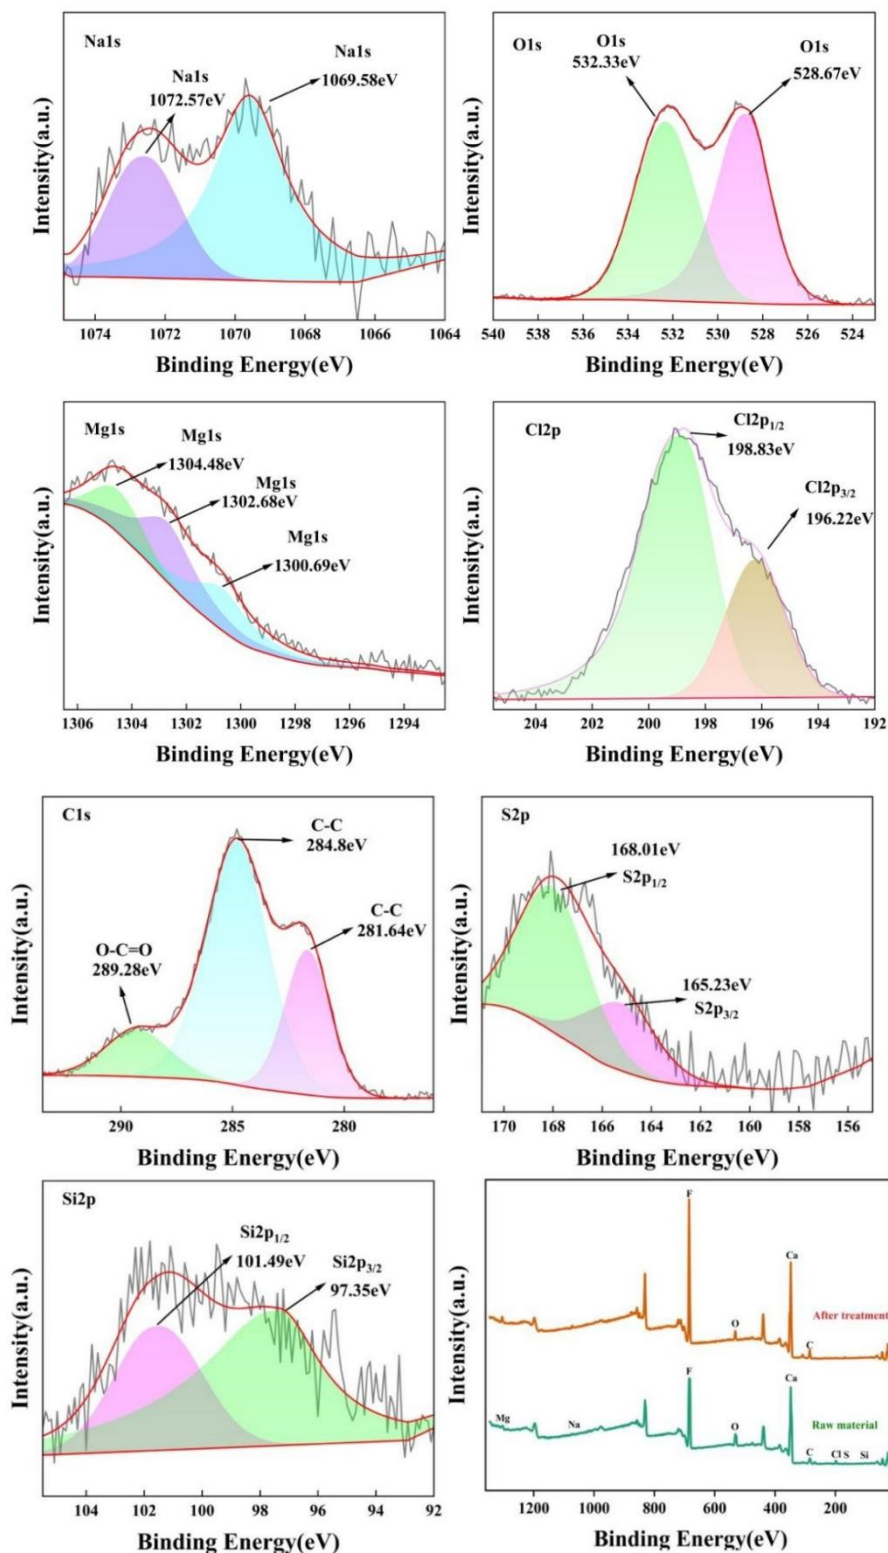 Na1s
Na1s
1072.57eV
Na1s
1069.58eV
Intensity(a.u.)
1074 1072 1070 1068 1066 1064
Binding Energy(eV)
O1s
O1s
532.33eV
O1s
528.67eV
Intensity(a.u.)
540 538 536 534 532 530 528 526 524
Binding Energy(eV)
Mg1s
Mg1s
1304.48eV
Mg1s
1302.68eV
Mg1s
1300.69eV
Intensity(a.u.)
1306 1304 1302 1300 1298 1296 1294
Binding Energy(eV)
Cl2p
Cl2p1/2
198.83eV
Cl2p3/2
196.22eV
Intensity(a.u.)
204 202 200 198 196 194 192
Binding Energy(eV)
C1s
C-C
284.8eV
C-C
281.64eV
O-C=O
289.28eV
Intensity(a.u.)
290 285 280
Binding Energy(eV)
S2p
168.01eV
S2p1/2
165.23eV
S2p3/2
Intensity(a.u.)
170 168 166 164 162 160 158 156
Binding Energy(eV)
Si2p
Si2p1/2
101.49eV
Si2p3/2
97.35eV
Intensity(a.u.)
104 102 100 98 96 94 92
Binding Energy(eV)
F
Ca
O
After treatment
C
F
Ca
Mg
Na
O
Raw material
C
Cl S Si
Intensity(a.u.)
1200 1000 800 600 400 200
Binding Energy(eV)